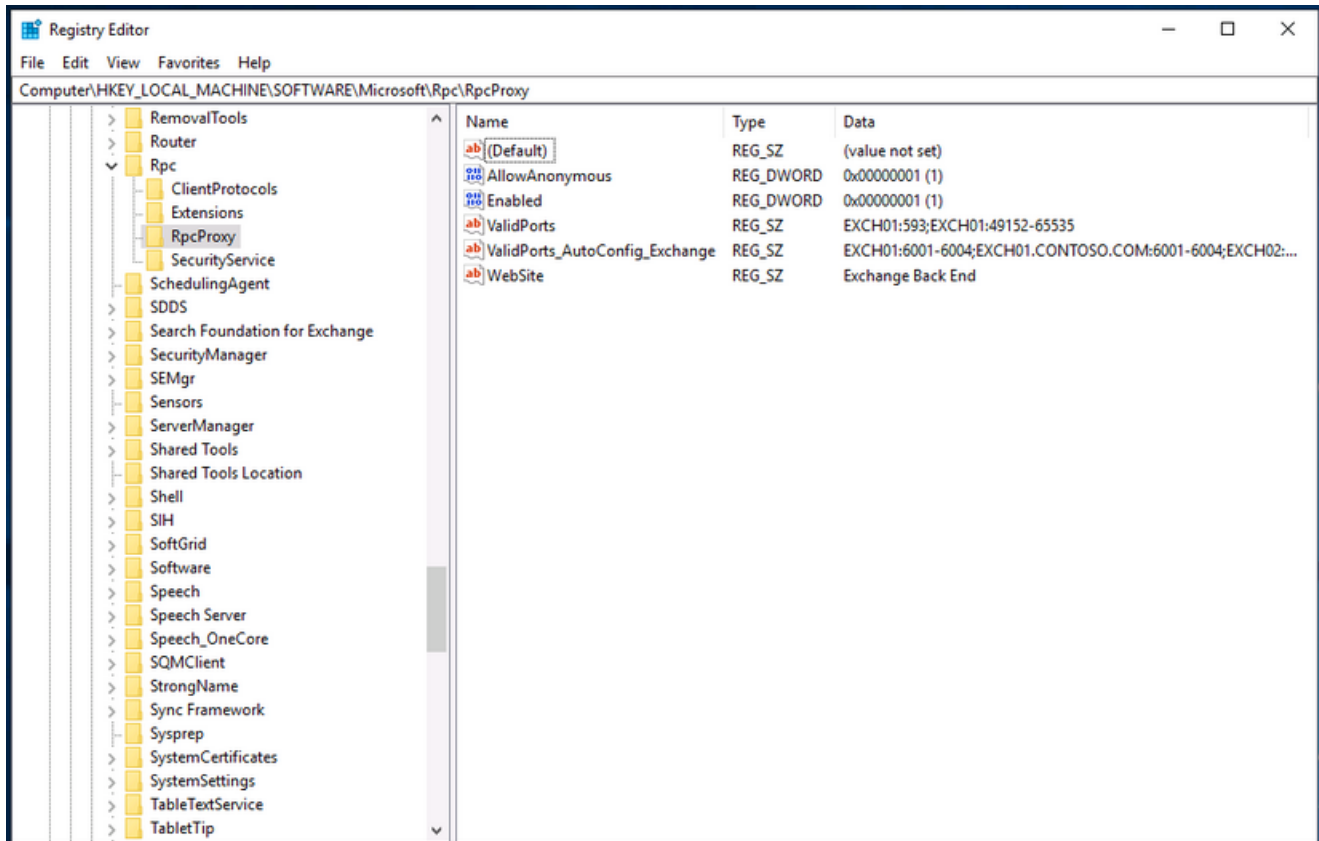 Registry Editor
File Edit View Favorites Help
Computer\HKEY_LOCAL_MACHINE\SOFTWARE\Microsoft\Rpc\RpcProxy
RemovalTools
Router
Rpc
ClientProtocols
Extensions
RpcProxy
SecurityService
SchedulingAgent
SDDS
Search Foundation for Exchange
SecurityManager
SEMgr
Sensors
ServerManager
Shared Tools
Shared Tools Location
Shell
SIH
SoftGrid
Software
Speech
Speech Server
Speech_OneCore
SQMClient
StrongName
Sync Framework
Sysprep
SystemCertificates
SystemSettings
TableTextService
TabletTip
Name Type Data
(Default) REG_SZ (value not set)
AllowAnonymous REG_DWORD 0x00000001 (1)
Enabled REG_DWORD 0x00000001 (1)
ValidPorts REG_SZ EXCH01:593;EXCH01:49152-65535
ValidPorts_AutoConfig_Exchange REG_SZ EXCH01:6001-6004;EXCH01.CONTOSO.COM:6001-6004;EXCH02:...
WebSite REG_SZ Exchange Back End